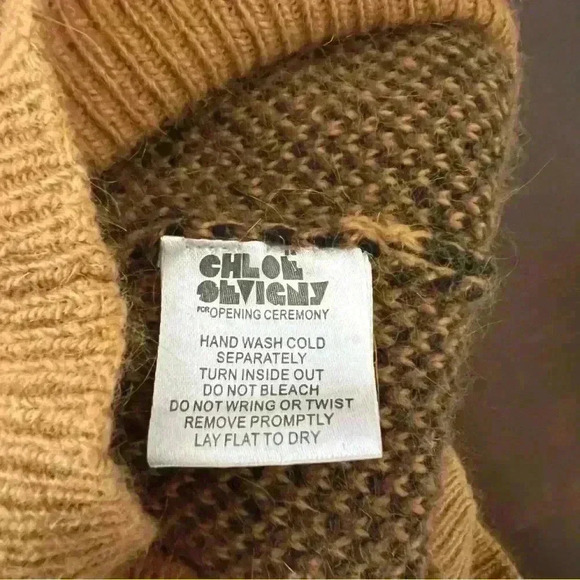 CHLOË
SEVIGNY
FOR OPENING CEREMONY
HAND WASH COLD
SEPARATELY
TURN INSIDE OUT
DO NOT BLEACH
DO NOT WRING OR TWIST
REMOVE PROMPTLY
LAY FLAT TO DRY